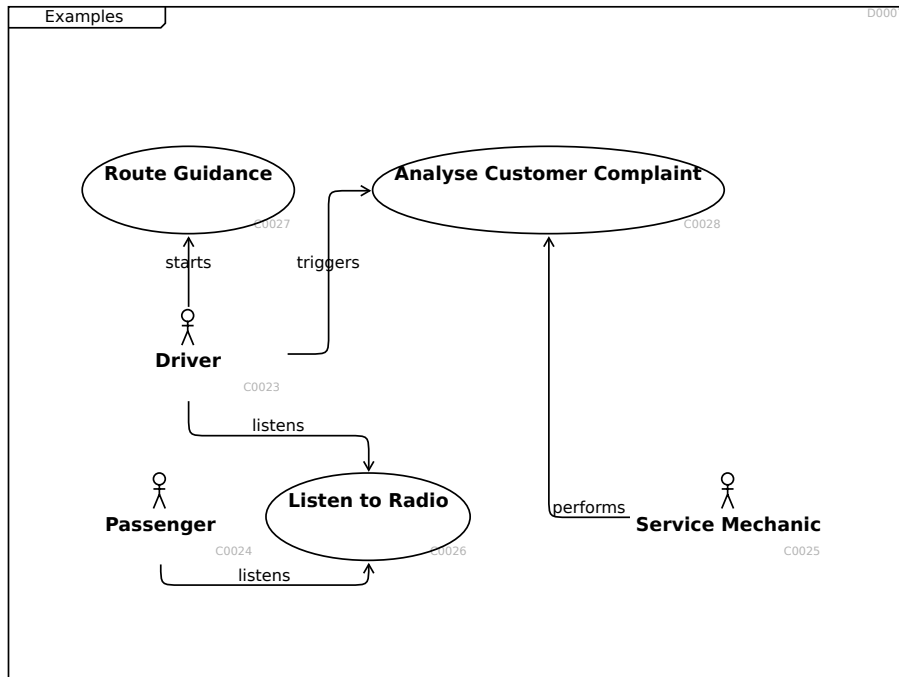 Examples
D000
Route Guidance
C0027
Analyse Customer Complaint
C0028
starts
triggers
Driver
C0023
listens
Passenger
C0024
Listen to Radio
C0026
listens
performs
Service Mechanic
C0025